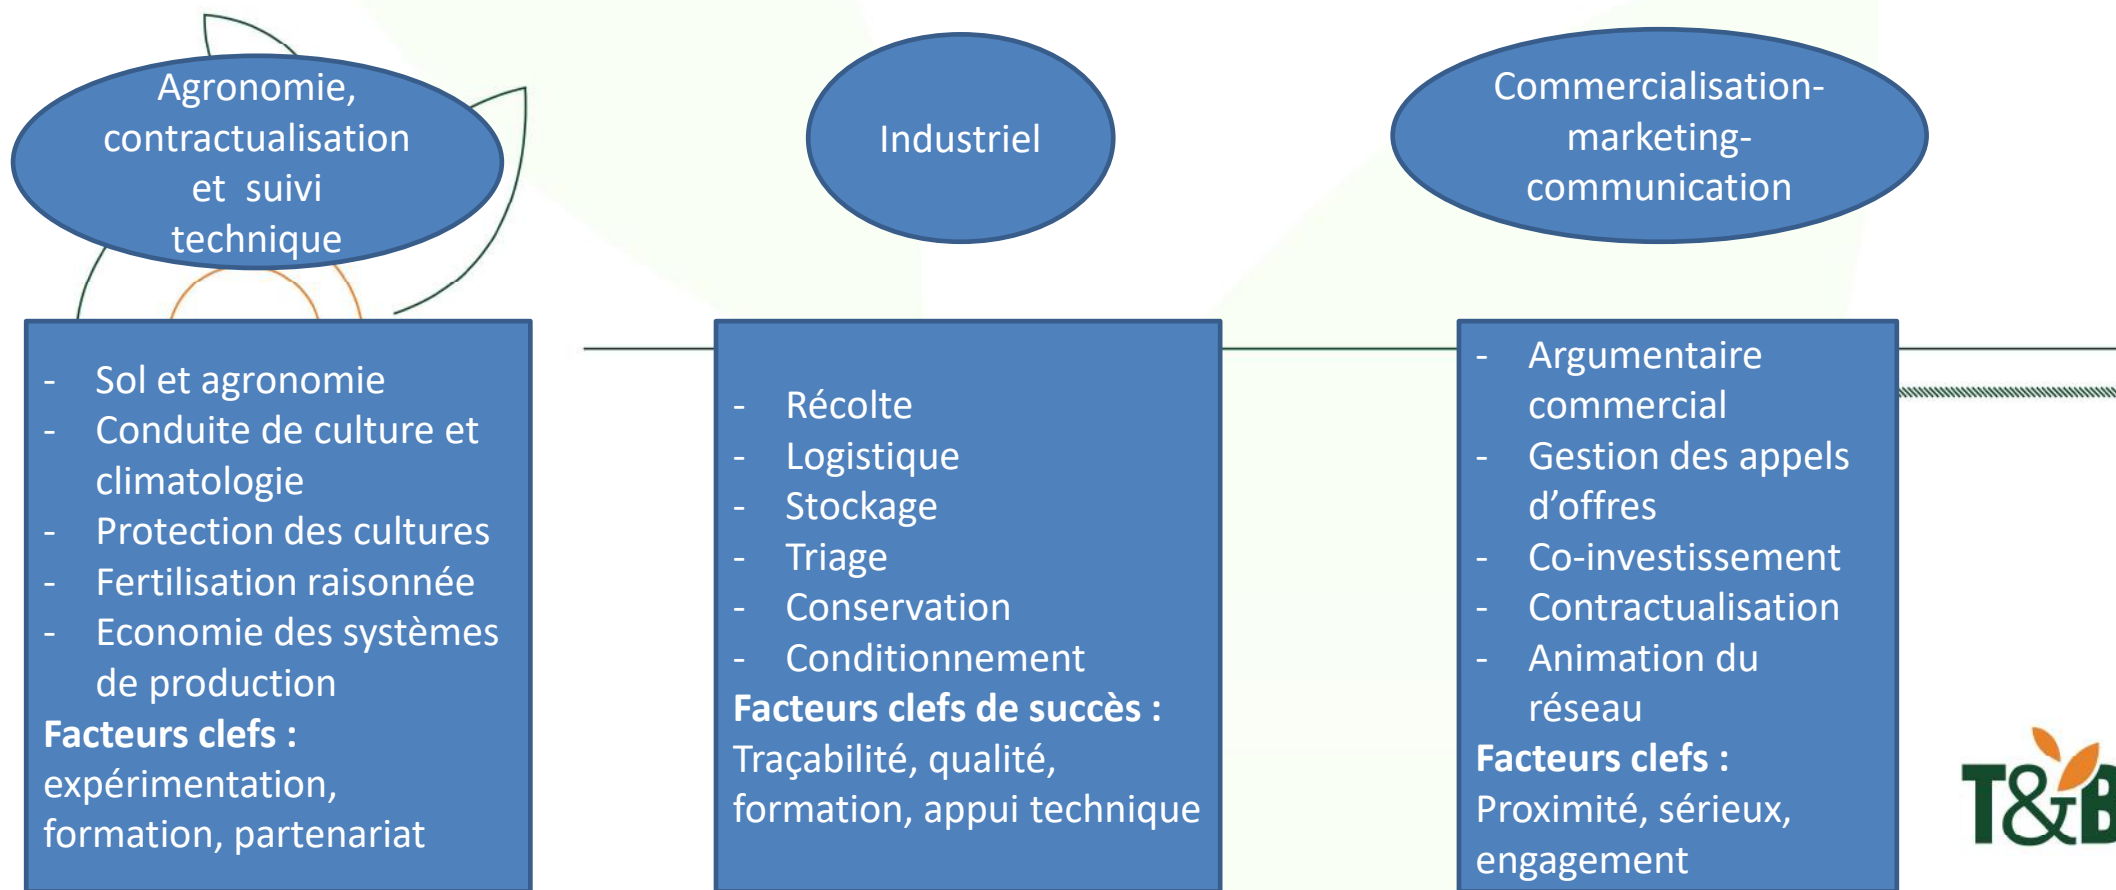 Agronomie,
contractualisation
et suivi
technique
- Sol et agronomie
- Conduite de culture et
climatologie
- Protection des cultures
- Fertilisation raisonnée
- Economie des systèmes
de production
Facteurs clefs :
expérimentation,
formation, partenariat
Industriel
- Récolte
- Logistique
- Stockage
- Triage
- Conservation
- Conditionnement
Facteurs clefs de succès :
Traçabilité, qualité,
formation, appui technique
Commercialisation-
marketing-
communication
- Argumentaire
commercial
- Gestion des appels
d’offres
- Co-investissement
- Contractualisation
- Animation du
réseau
Facteurs clefs :
Proximité, sérieux,
engagement
T&B